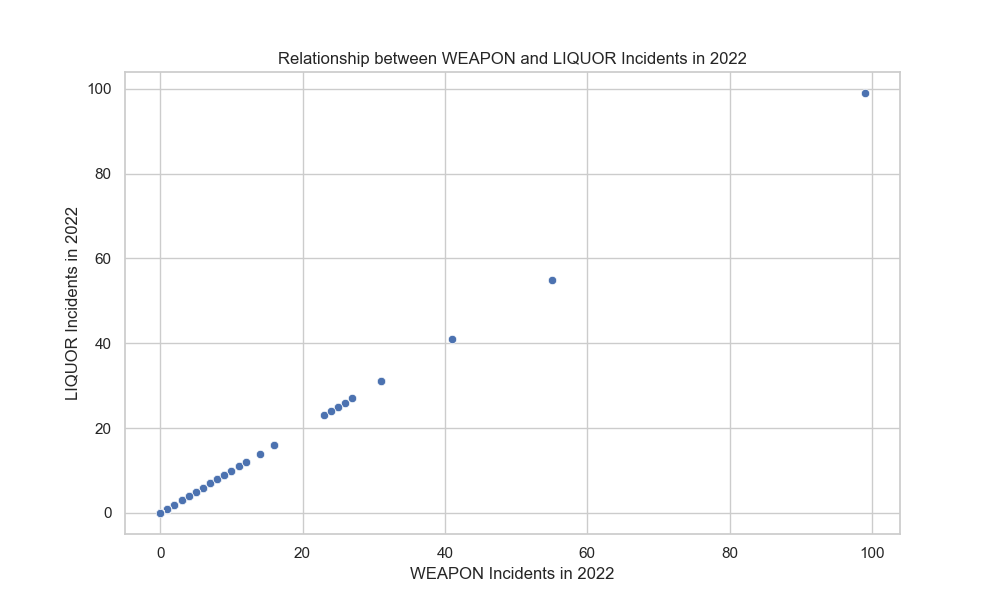 Relationship between WEAPON and LIQUOR Incidents in 2022
LIQUOR Incidents in 2022
100
80
60
40
20
0
0 20 40 60 80 100
WEAPON Incidents in 2022